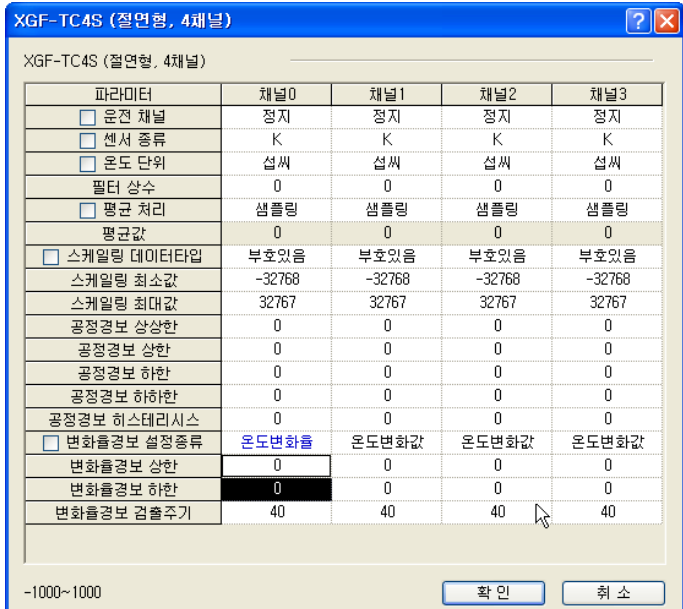 XGF-TC4S (절연형, 4채널)
XGF-TC4S (절연형, 4채널)
파라미터 채널0 채널1 채널2 채널3
운전 채널 정지 정지 정지 정지
센서 종류 K K K K
온도 단위 섭씨 섭씨 섭씨 섭씨
필터 상수 0 0 0 0
평균 처리 샘플링 샘플링 샘플링 샘플링
평균값 0 0 0 0
스케일링 데이터타입 부호있음 부호있음 부호있음 부호있음
스케일링 최소값 -32768 -32768 -32768 -32768
스케일링 최대값 32767 32767 32767 32767
공정경보 상상한 0 0 0 0
공정경보 상한 0 0 0 0
공정경보 하한 0 0 0 0
공정경보 하하한 0 0 0 0
공정경보 히스테리시스 0 0 0 0
변화율경보 설정종류 온도변화율 온도변화값 온도변화값 온도변화값
변화율경보 상한 0 0 0 0
변화율경보 하한 0 0 0 0
변화율경보 검출주기 40 40 40 40
-1000~1000 확 인 취 소